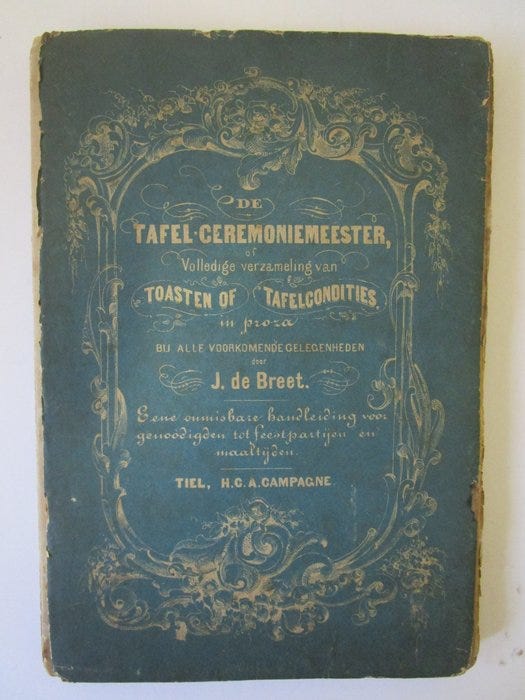 DE
TAFEL-CEREMONIEMEESTER,
of
Volledige verzameling van
TOASTEN OF TAFELCONDITIES,
in proza
BIJ ALLE VOORKOMENDE GELEGENHEDEN
door
J. de Breet.
Eene onmisbare handleiding voor
genoodigden tot feestpartijen en
maaltijden.
TIEL, H.C.A. CAMPAGNE